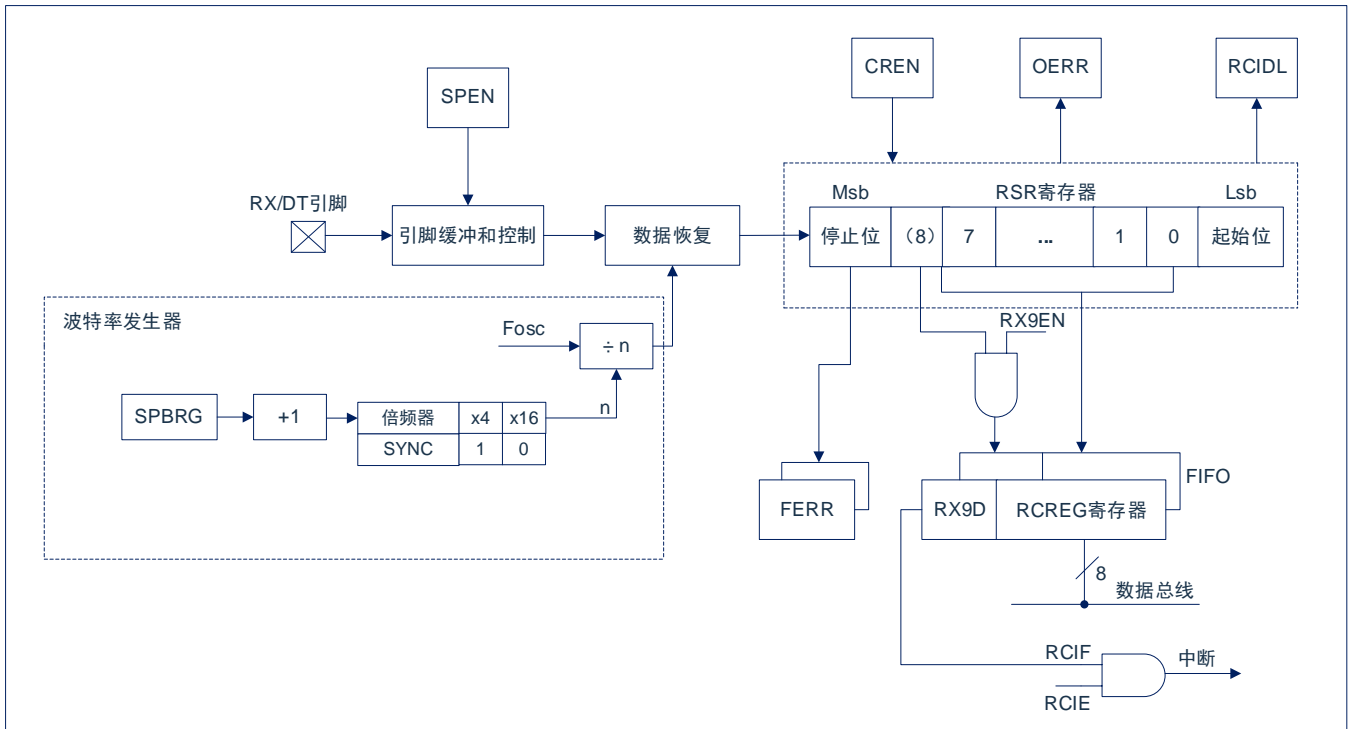 CREN
OERR
RCIDL
SPEN
Msb
RSR寄存器
Lsb
RX/DT引脚
引脚缓冲和控制
数据恢复
停止位
（8）
7
...
1
0
起始位
波特率发生器
Fosc
÷n
RX9EN
SPBRG
+1
倍频器
x4
x16
n
SYNC
1
0
FERR
RX9D
RCREG寄存器
FIFO
8
数据总线
RCIF
中断
RCIE